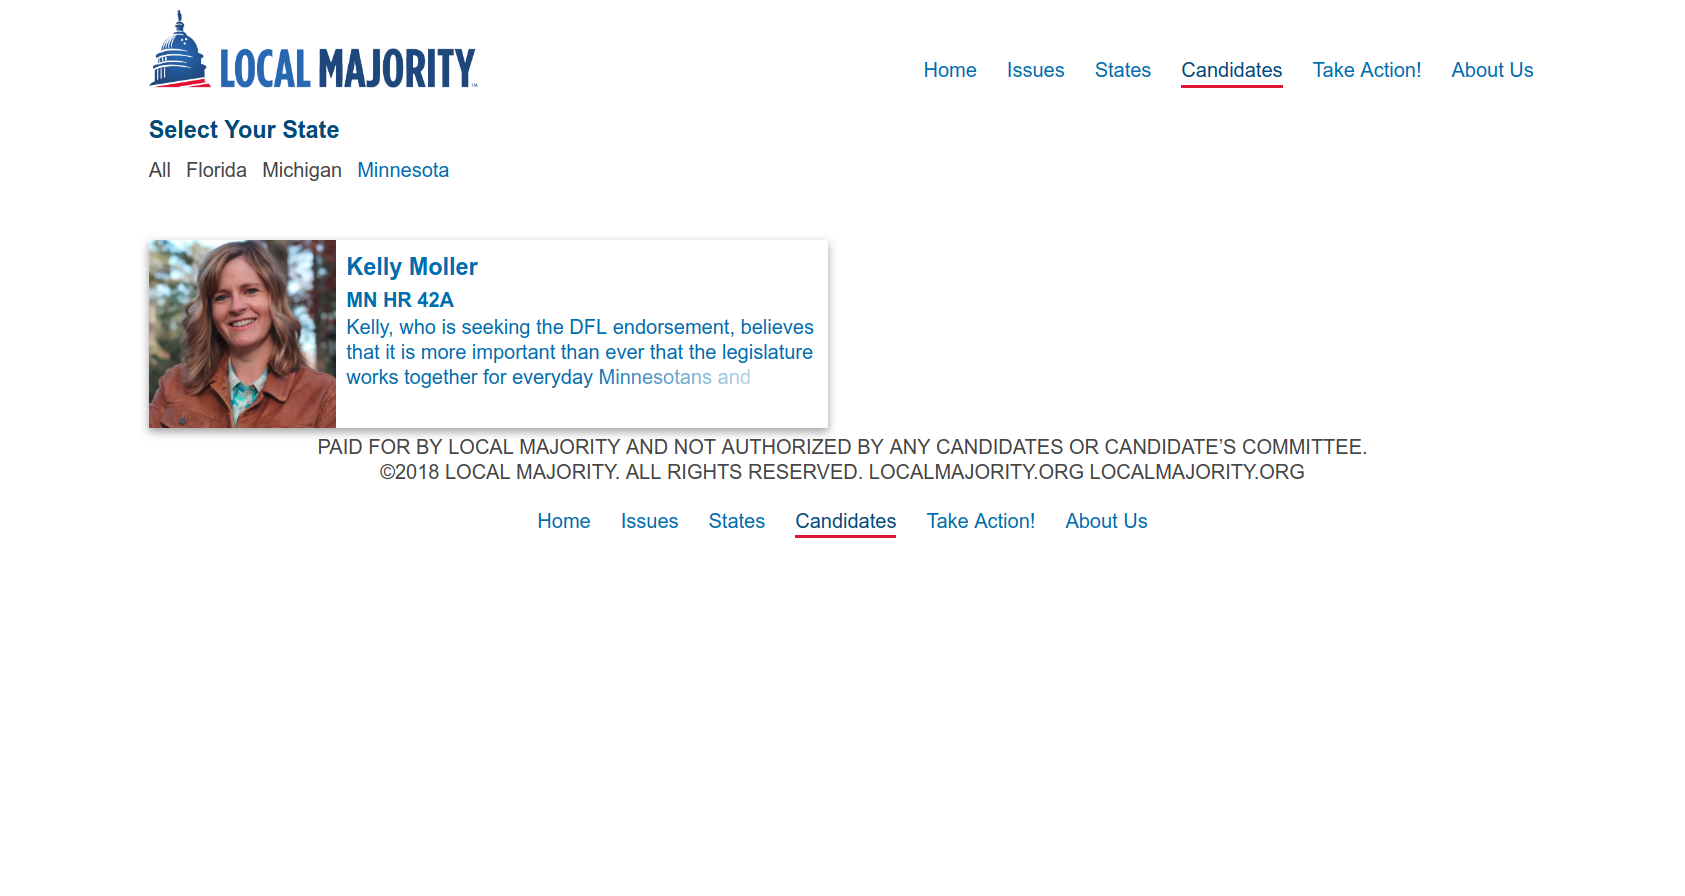 LOCAL MAJORITY™
Home Issues States Candidates Take Action! About Us
Select Your State
All Florida Michigan Minnesota
Kelly Moller
MN HR 42A
Kelly, who is seeking the DFL endorsement, believes
that it is more important than ever that the legislature
works together for everyday Minnesotans and
PAID FOR BY LOCAL MAJORITY AND NOT AUTHORIZED BY ANY CANDIDATES OR CANDIDATE’S COMMITTEE.
©2018 LOCAL MAJORITY. ALL RIGHTS RESERVED. LOCALMAJORITY.ORG LOCALMAJORITY.ORG
Home Issues States Candidates Take Action! About Us